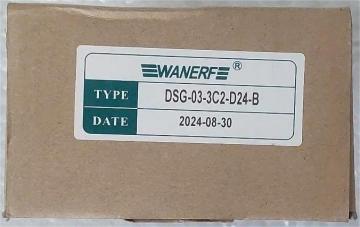 WANERF®
TYPE DSG-03-3C2-D24-B
DATE 2024-08-30